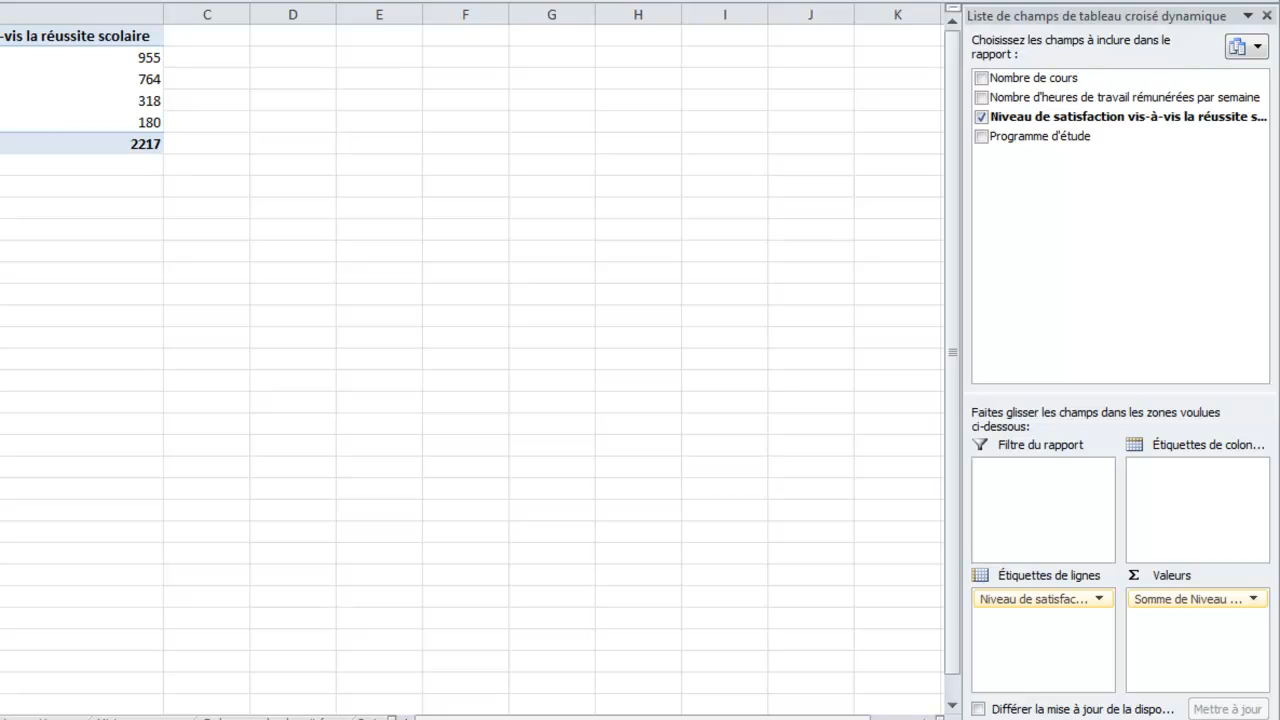 C D E F G H I J K
-vis la réussite scolaire
955
764
318
180
2217
Liste de champs de tableau croisé dynamique
Choisissez les champs à inclure dans le
rapport :
Nombre de cours
Nombre d'heures de travail rémunérées par semaine
Niveau de satisfaction vis-à-vis la réussite s...
Programme d'étude
Faites glisser les champs dans les zones voulues
ci-dessous:
Filtre du rapport
Étiquettes de colon...
Étiquettes de lignes
Σ Valeurs
Niveau de satisfac...
Somme de Niveau ...
Différer la mise à jour de la dispo...
Mettre à jour